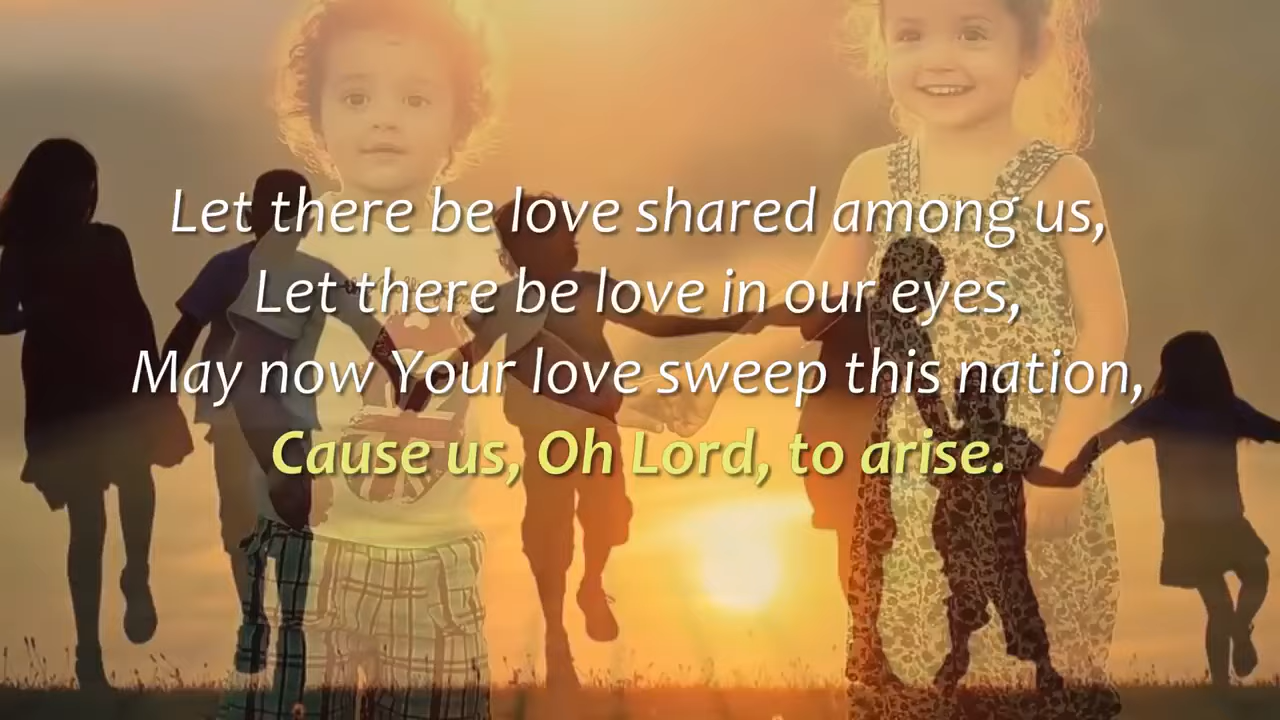 Let there be love shared among us,
Let there be love in our eyes,
May now Your love sweep this nation,
Cause us, Oh Lord, to arise.